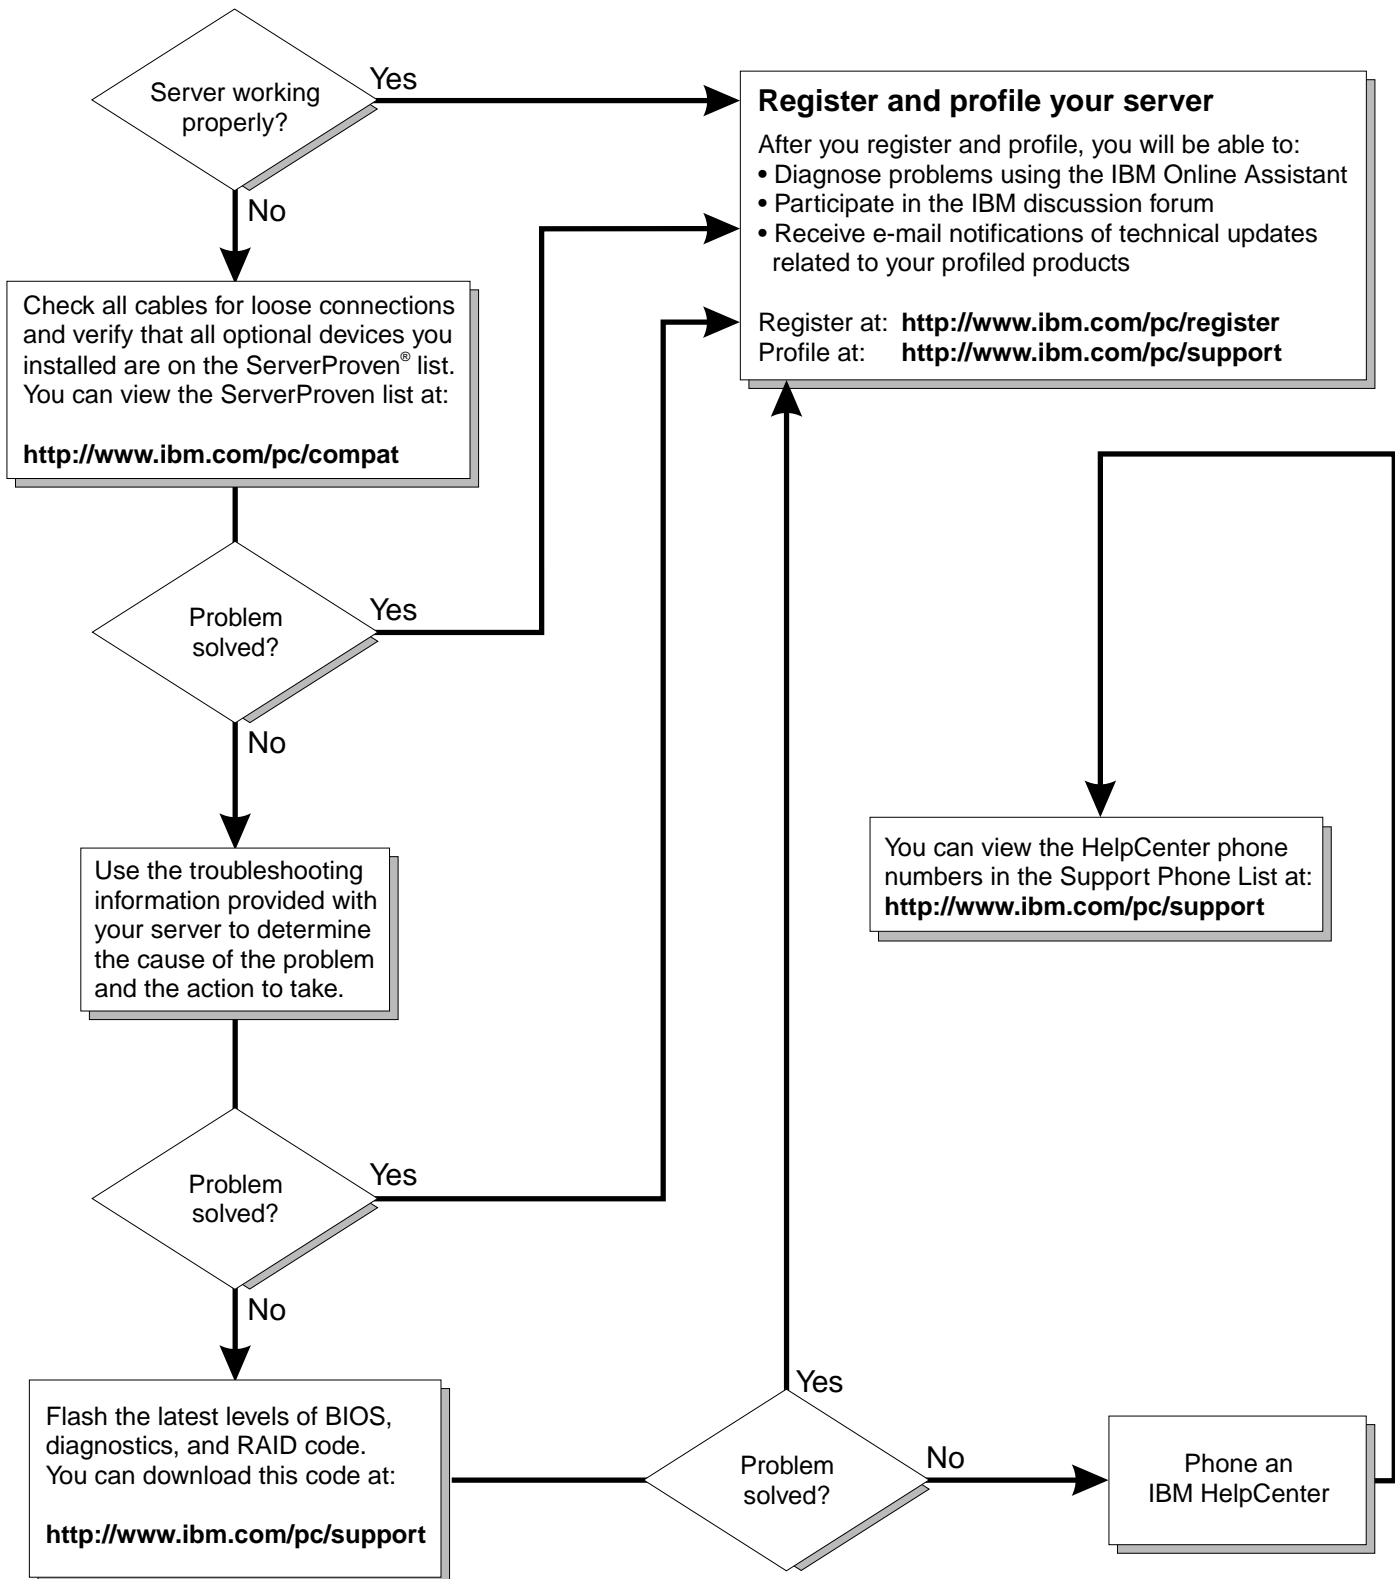 Server working
properly?
Yes
No
Register and profile your server
After you register and profile, you will be able to:
• Diagnose problems using the IBM Online Assistant
• Participate in the IBM discussion forum
• Receive e-mail notifications of technical updates
related to your profiled products
Register at: http://www.ibm.com/pc/register
Profile at: http://www.ibm.com/pc/support
Check all cables for loose connections
and verify that all optional devices you
installed are on the ServerProven® list.
You can view the ServerProven list at:
http://www.ibm.com/pc/compat
Problem
solved?
Yes
No
Use the troubleshooting
information provided with
your server to determine
the cause of the problem
and the action to take.
You can view the HelpCenter phone
numbers in the Support Phone List at:
http://www.ibm.com/pc/support
Problem
solved?
Yes
No
Flash the latest levels of BIOS,
diagnostics, and RAID code.
You can download this code at:
http://www.ibm.com/pc/support
Problem
solved?
Yes
No
Phone an
IBM HelpCenter